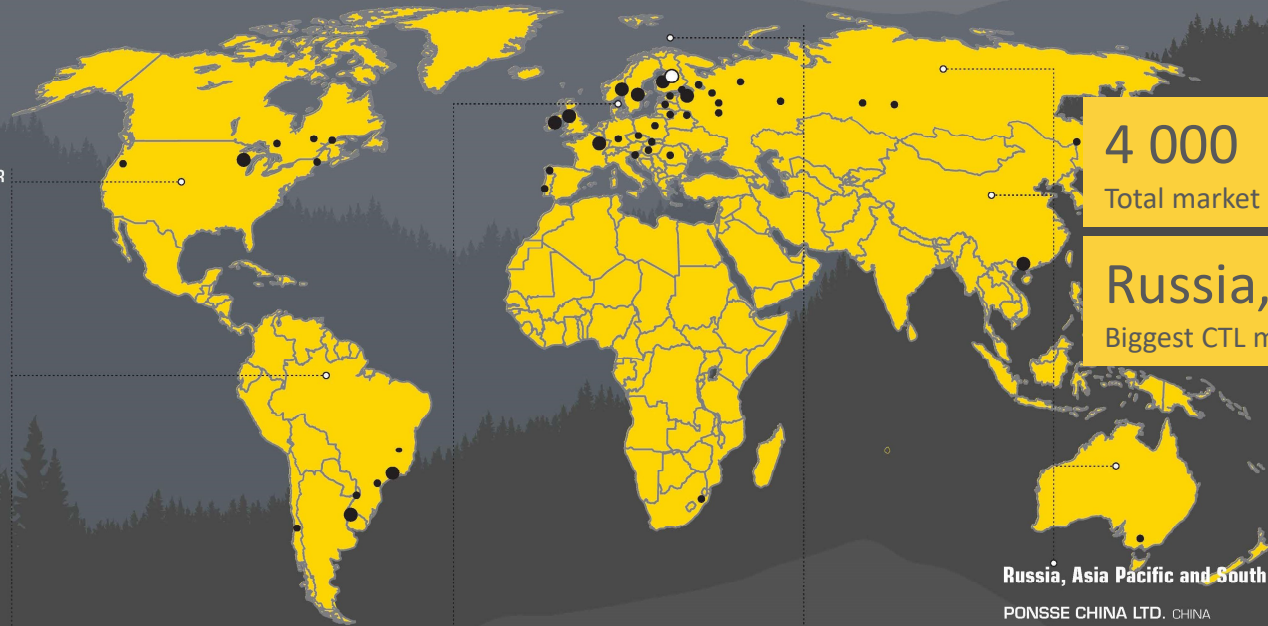 R
4 000
Total market
Russia,
Biggest CTL m
Russia, Asia Pacific and South
PONSSE CHINA LTD. CHINA